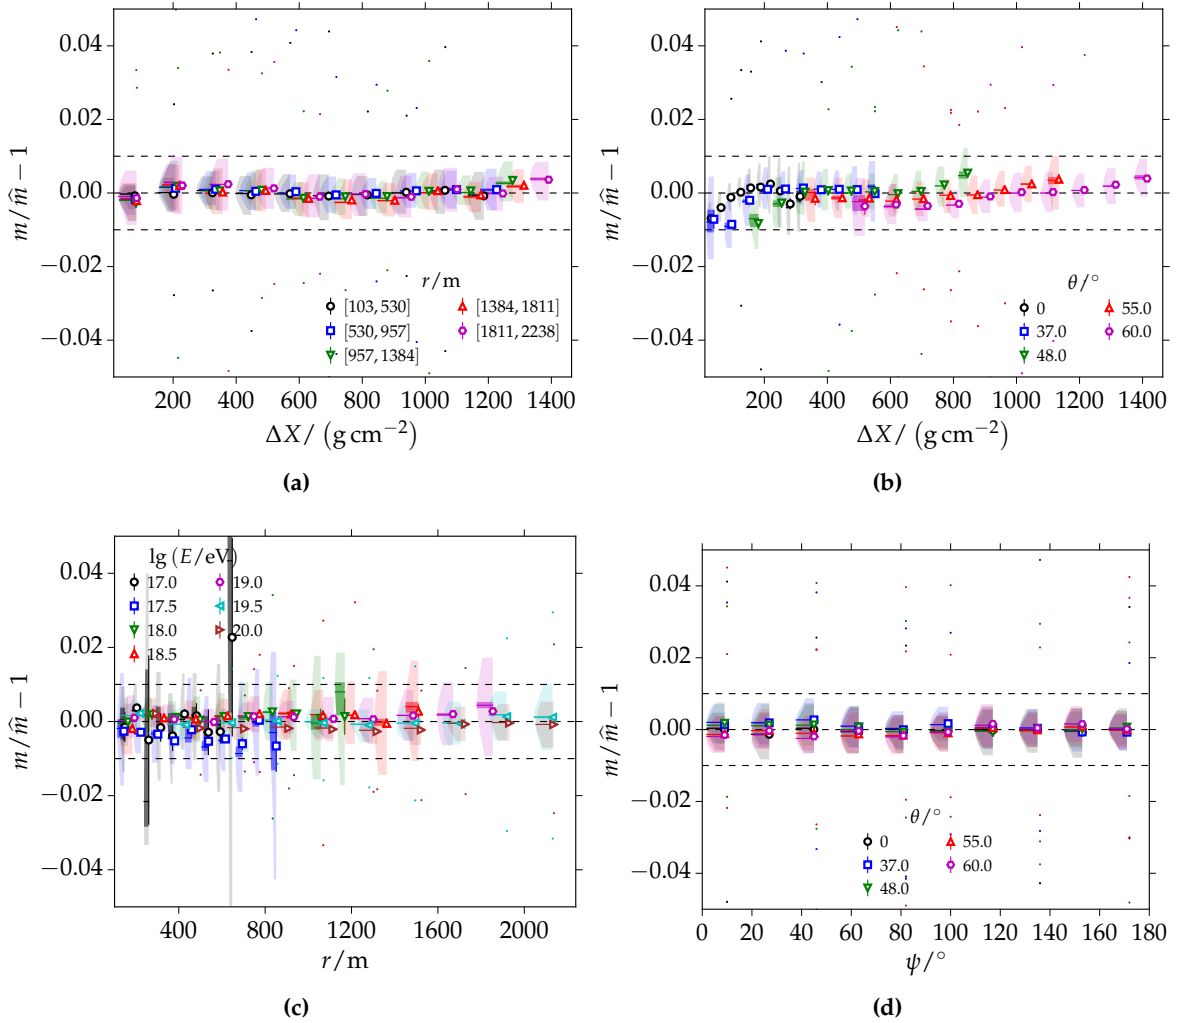 0.04
0.02
0.00
−0.02
−0.04
m/m̂ − 1
r/m
[103, 530]
[530, 957]
[957, 1384]
[1384, 1811]
[1811, 2238]
200 400 600 800 1000 1200 1400
ΔX/ (g cm⁻²)
(a)
0.04
0.02
0.00
−0.02
−0.04
m/m̂ − 1
θ/°
0
37.0
48.0
55.0
60.0
200 400 600 800 1000 1200 1400
ΔX/ (g cm⁻²)
(b)
0.04
0.02
0.00
−0.02
−0.04
m/m̂ − 1
lg (E/eV)
17.0
17.5
18.0
18.5
19.0
19.5
20.0
400 800 1200 1600 2000
r/m
(c)
0.04
0.02
0.00
−0.02
−0.04
m/m̂ − 1
θ/°
0
37.0
48.0
55.0
60.0
0 20 40 60 80 100 120 140 160 180
ψ/°
(d)